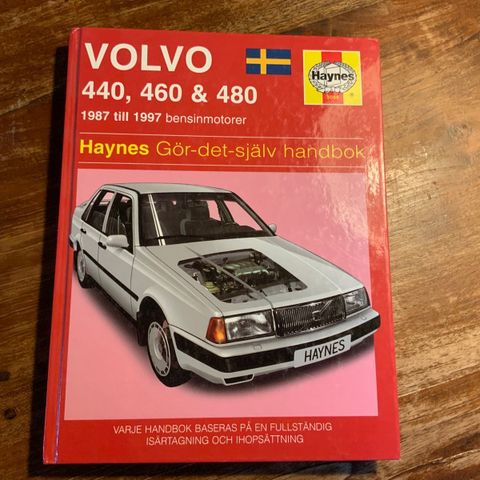 VOLVO
440, 460 & 480
1987 till 1997 bensinmotorer
Haynes
Haynes Gör-det-själv handbok
HAYNES
VARJE HANDBOK BASERAS PÅ EN FULLSTÄNDIG
ISÄRTAGNING OCH IHOPSÄTTNING